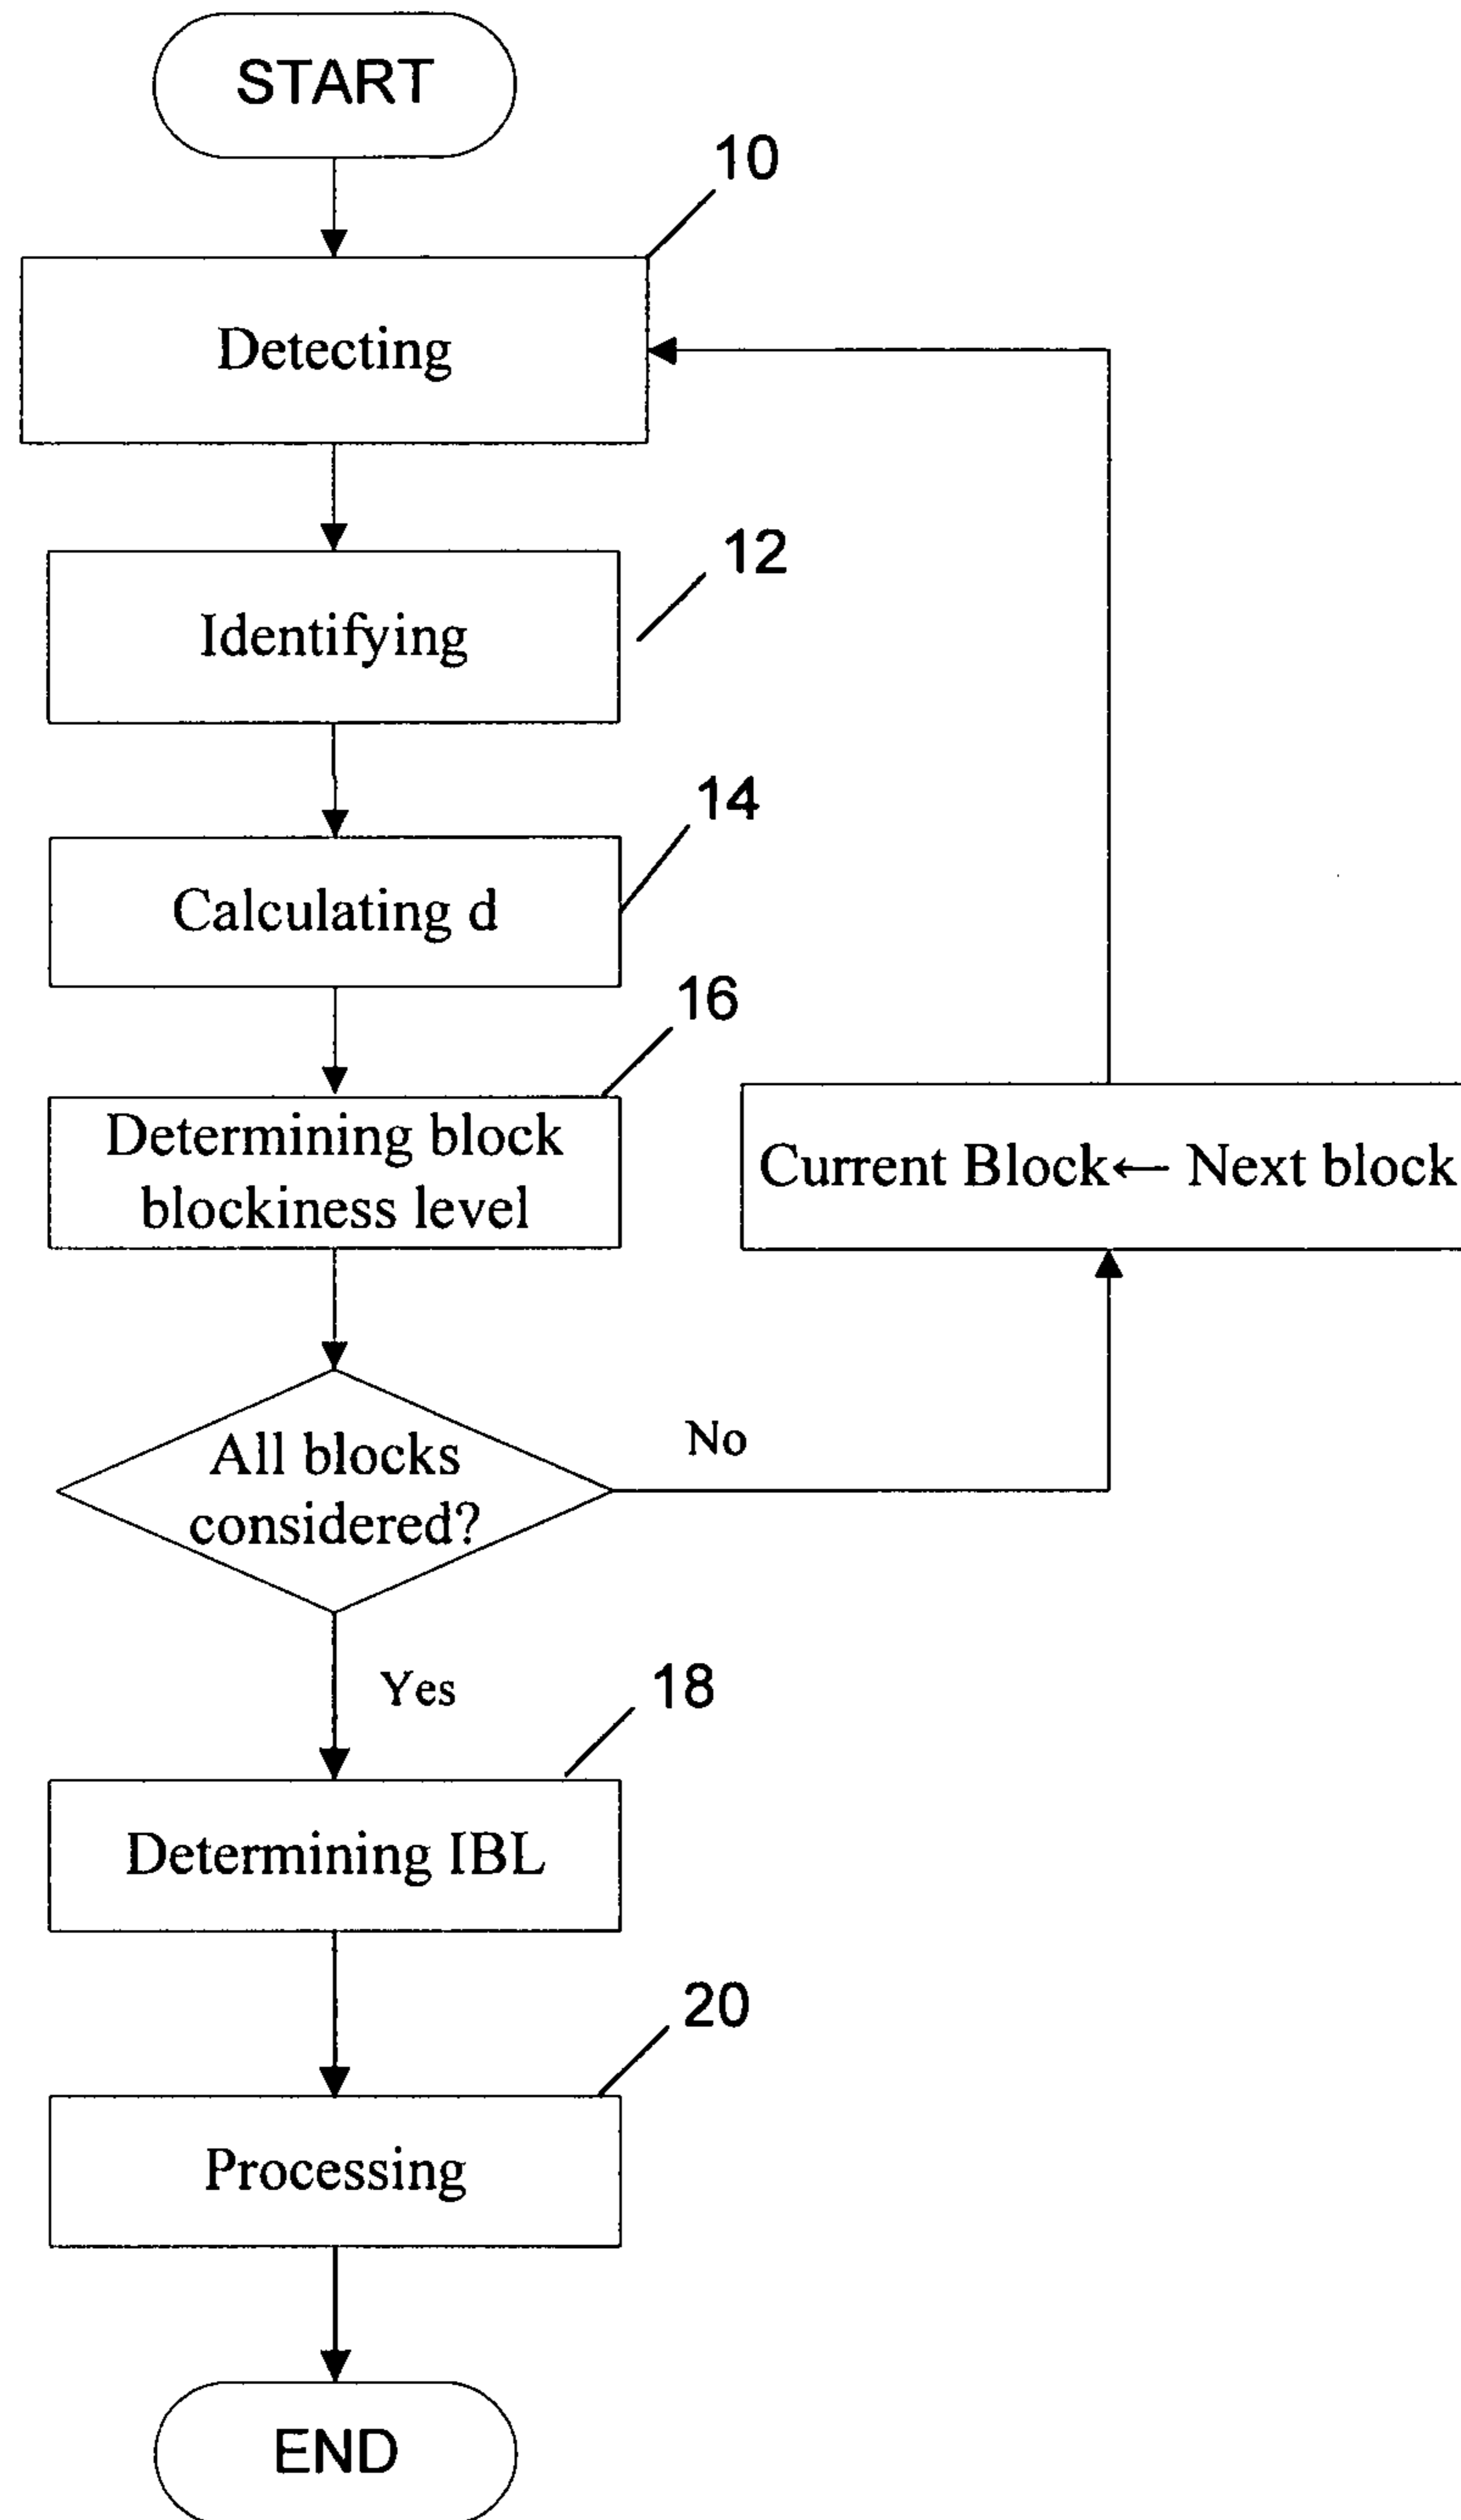 START
10
Detecting
12
Identifying
14
Calculating d
16
Determining block
blockiness level
Current Block← Next block
All blocks
considered?
No
Yes
18
Determining IBL
20
Processing
END